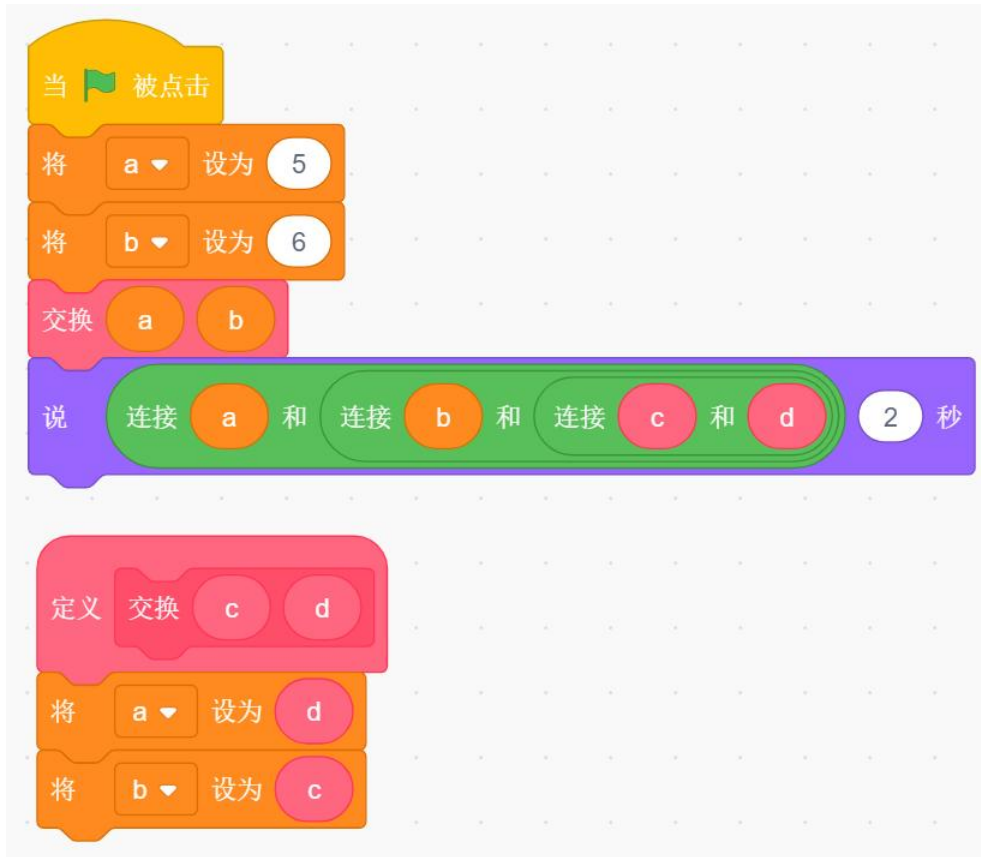 当 被点击
将 a 设为 5
将 b 设为 6
交换 a b
说 连接 a 和 连接 b 和 连接 c 和 d 2 秒
定义 交换 c d
将 a 设为 d
将 b 设为 c